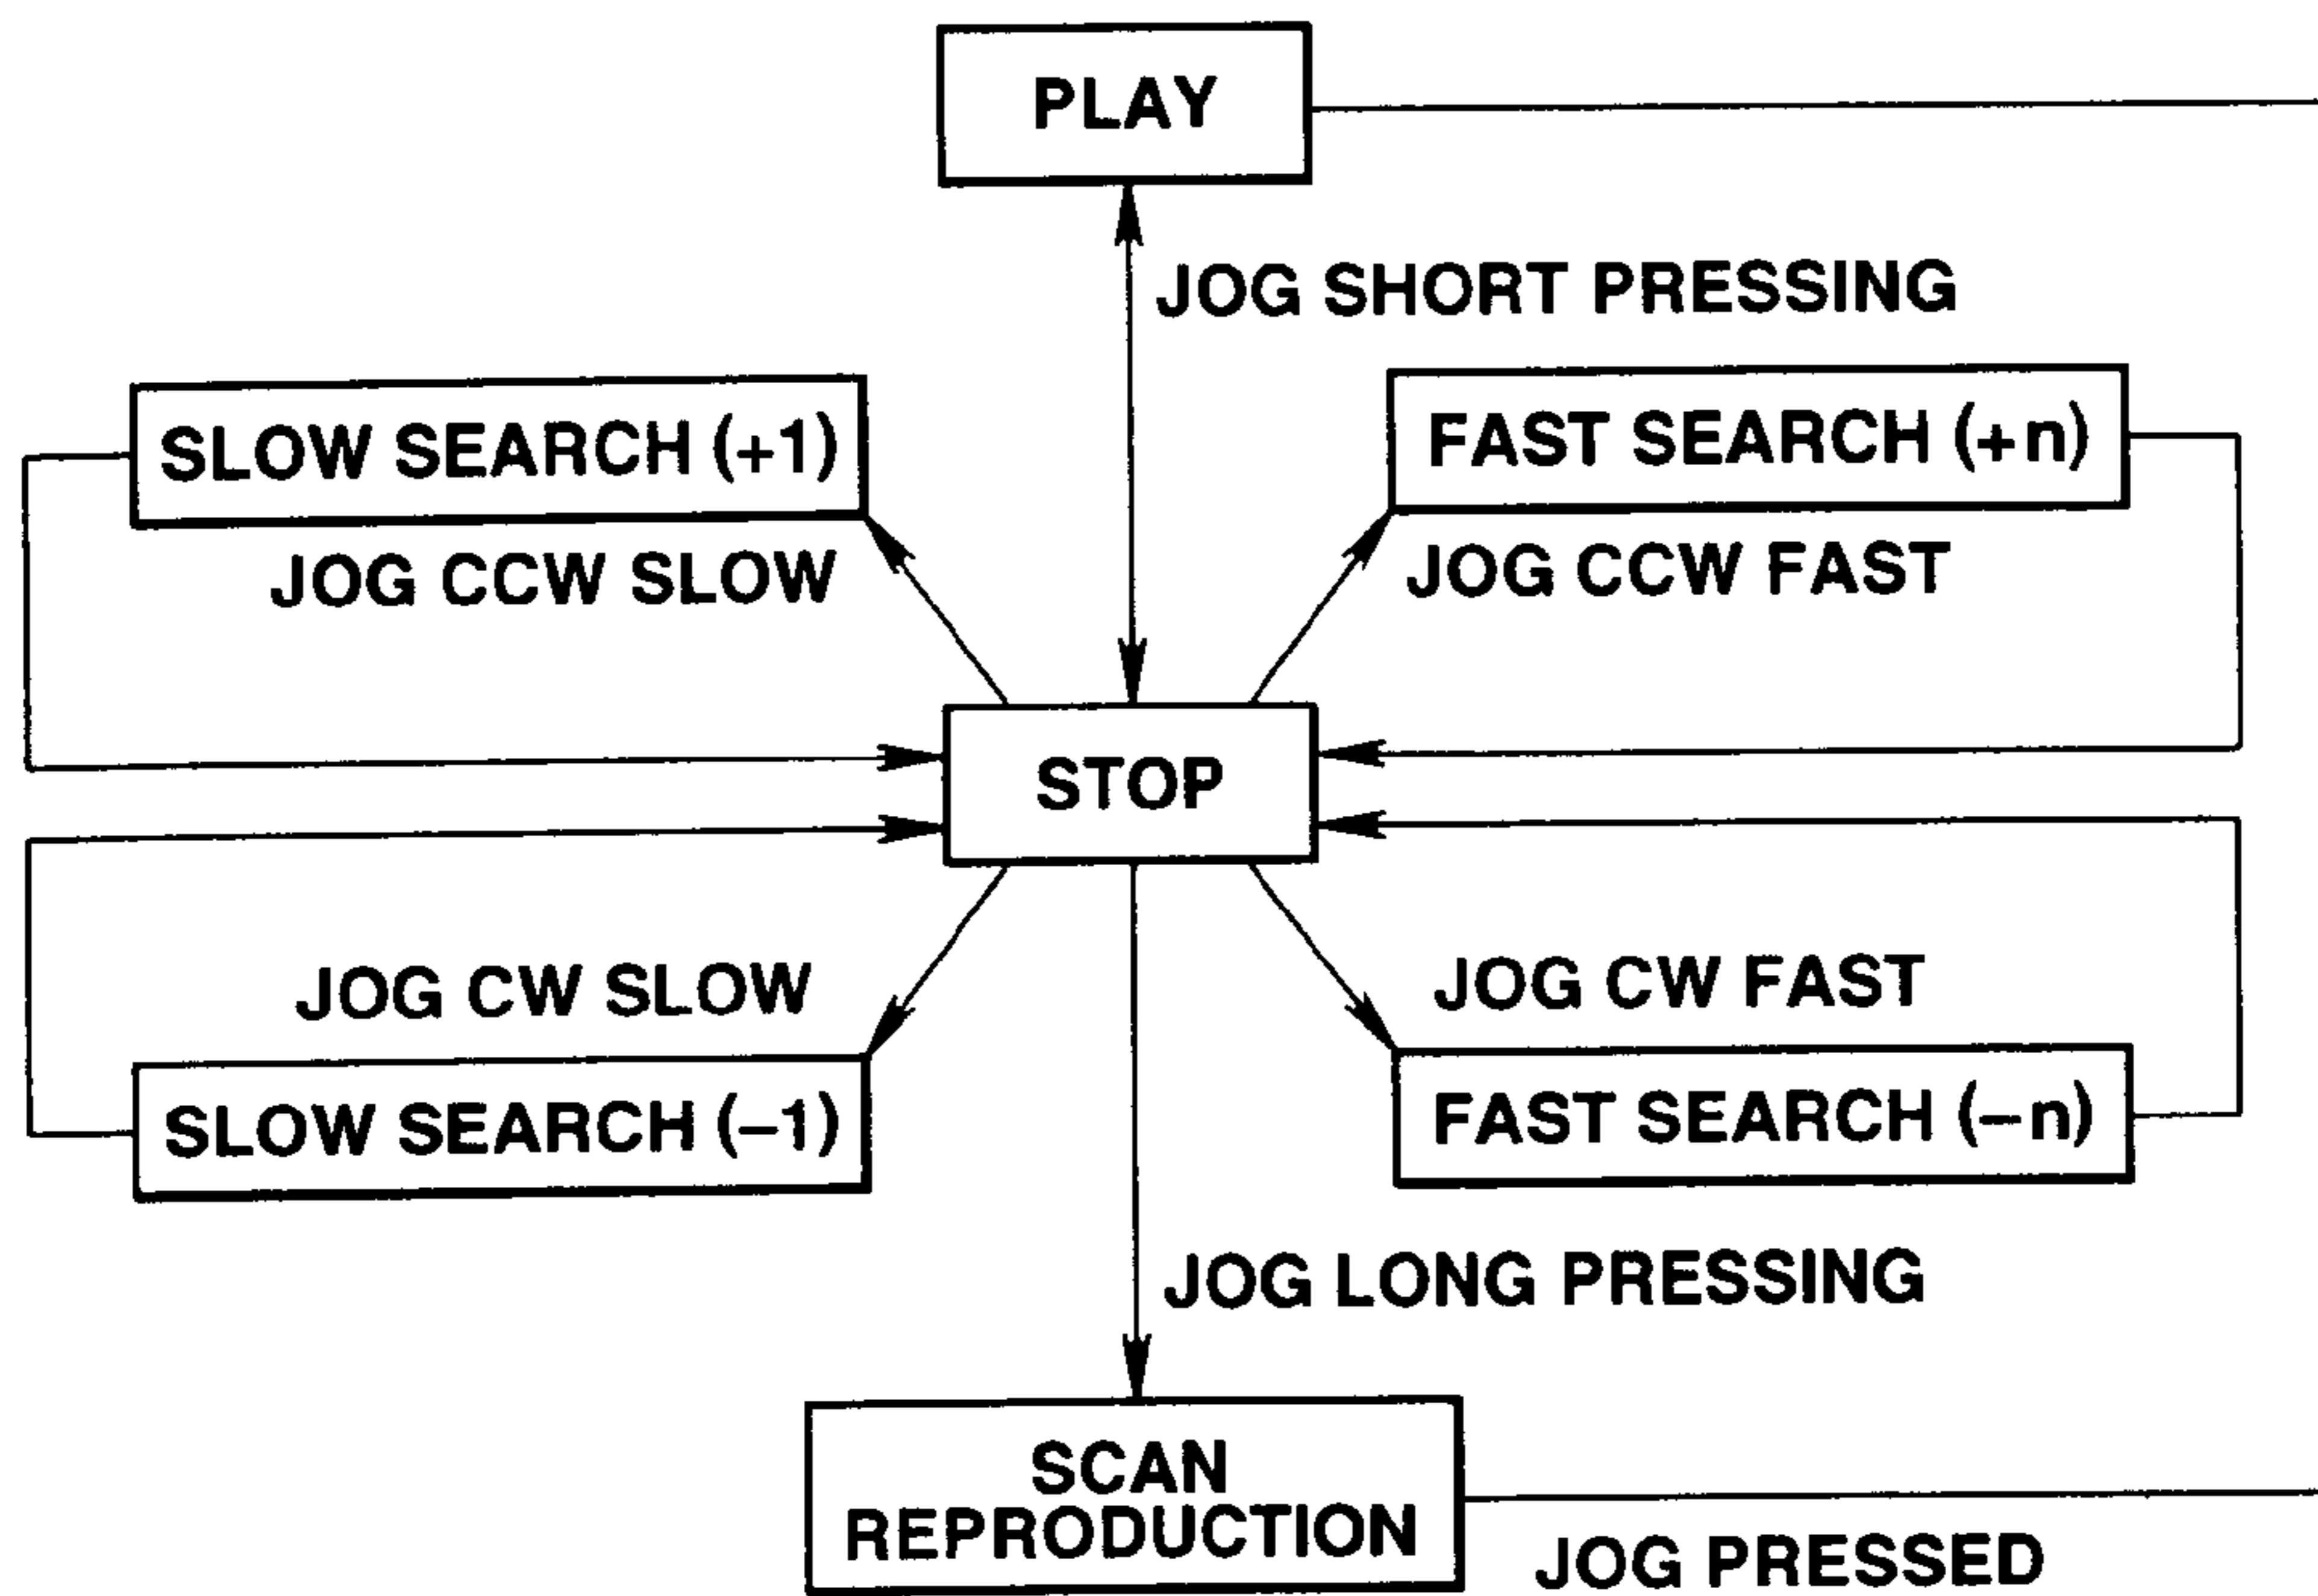 PLAY
JOG SHORT PRESSING
SLOW SEARCH (+1)
FAST SEARCH (+n)
JOG CCW SLOW
JOG CCW FAST
STOP
JOG CW SLOW
JOG CW FAST
SLOW SEARCH (−1)
FAST SEARCH (−n)
JOG LONG PRESSING
SCAN
REPRODUCTION
JOG PRESSED